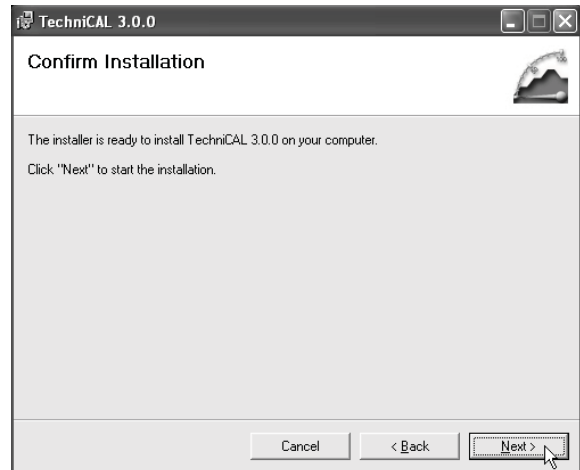 TechniCAL 3.0.0
Confirm Installation
The installer is ready to install TechniCAL 3.0.0 on your computer.
Click "Next" to start the installation.
Cancel
< Back
Next >